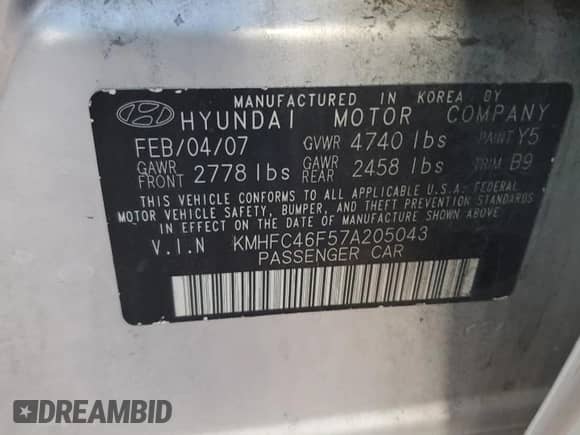 MANUFACTURED IN KOREA BY
HYUNDAI MOTOR COMPANY
FEB/04/07 GVWR 4740 lbs PAINT Y5
GAWR FRONT 2778 lbs GAWR REAR 2458 lbs TRIM B9
THIS VEHICLE CONFORMS TO ALL APPLICABLE U.S.A. FEDERAL
MOTOR VEHICLE SAFETY, BUMPER, AND THEFT PREVENTION
STANDARDS IN EFFECT ON THE DATE OF MANUFACTURE SHOWN ABOVE.
V.I.N KMHFC46F57A205043
PASSENGER CAR
DREAMBID